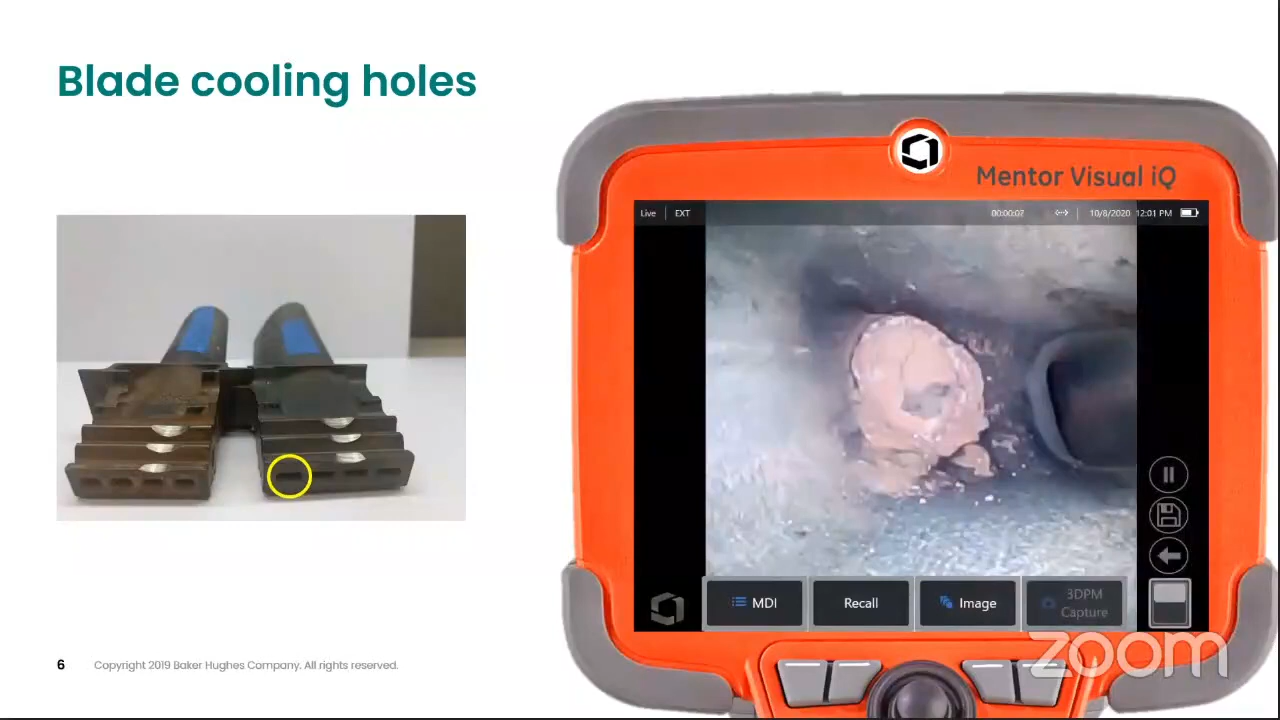 Blade cooling holes
Mentor Visual iQ
Live EXT 00:00:02 10/8/2020 12:01 PM
MDI Recall Image 3DPM
Capture
6 Copyright 2019 Baker Hughes Company. All rights reserved.
zoom